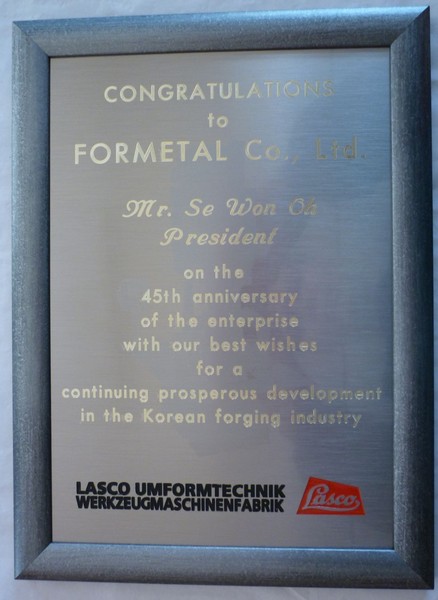 CONGRATULATIONS
to
FORMETAL Co., Ltd.
Mr. Se Won Oh
President
on the
45th anniversary
of the enterprise
with our best wishes
for a
continuing prosperous development
in the Korean forging industry
LASCO UMFORMTECHNIK
WERKZEUGMASCHINENFABRIK
Lasco